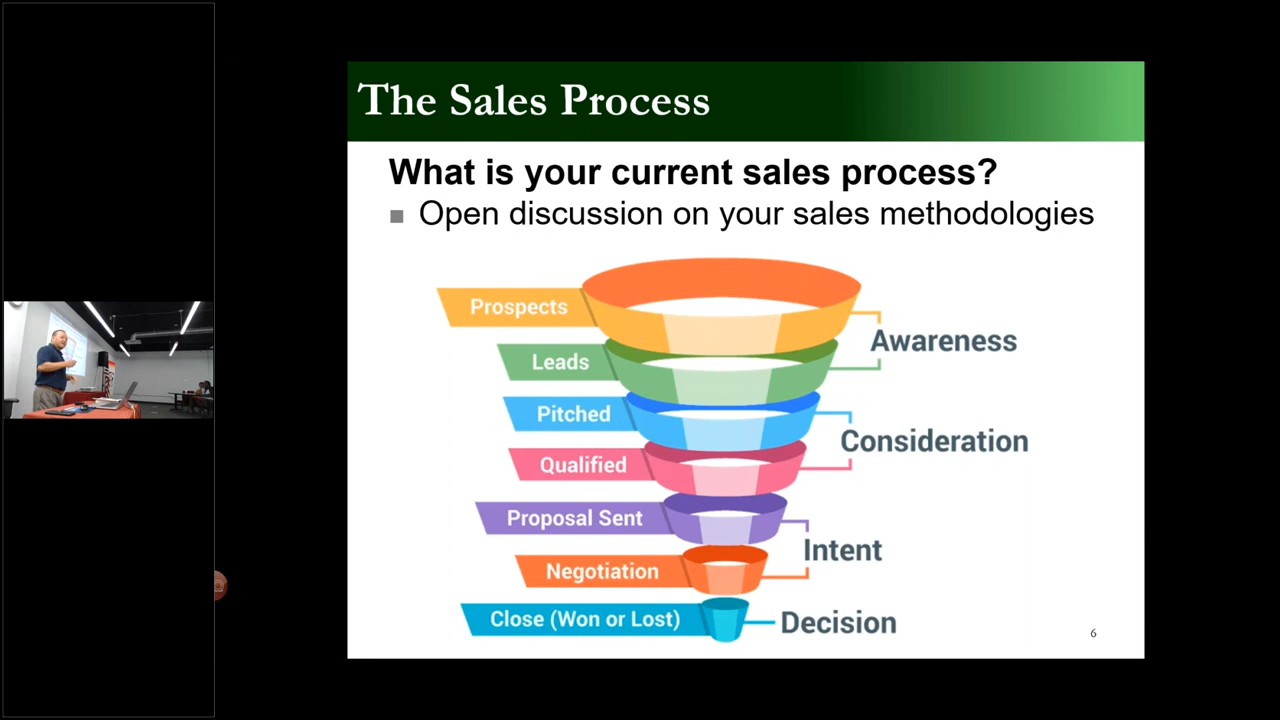 The Sales Process
What is your current sales process?
Open discussion on your sales methodologies
Prospects
Leads
Awareness
Pitched
Qualified
Consideration
Proposal Sent
Negotiation
Intent
Close (Won or Lost)
Decision
6